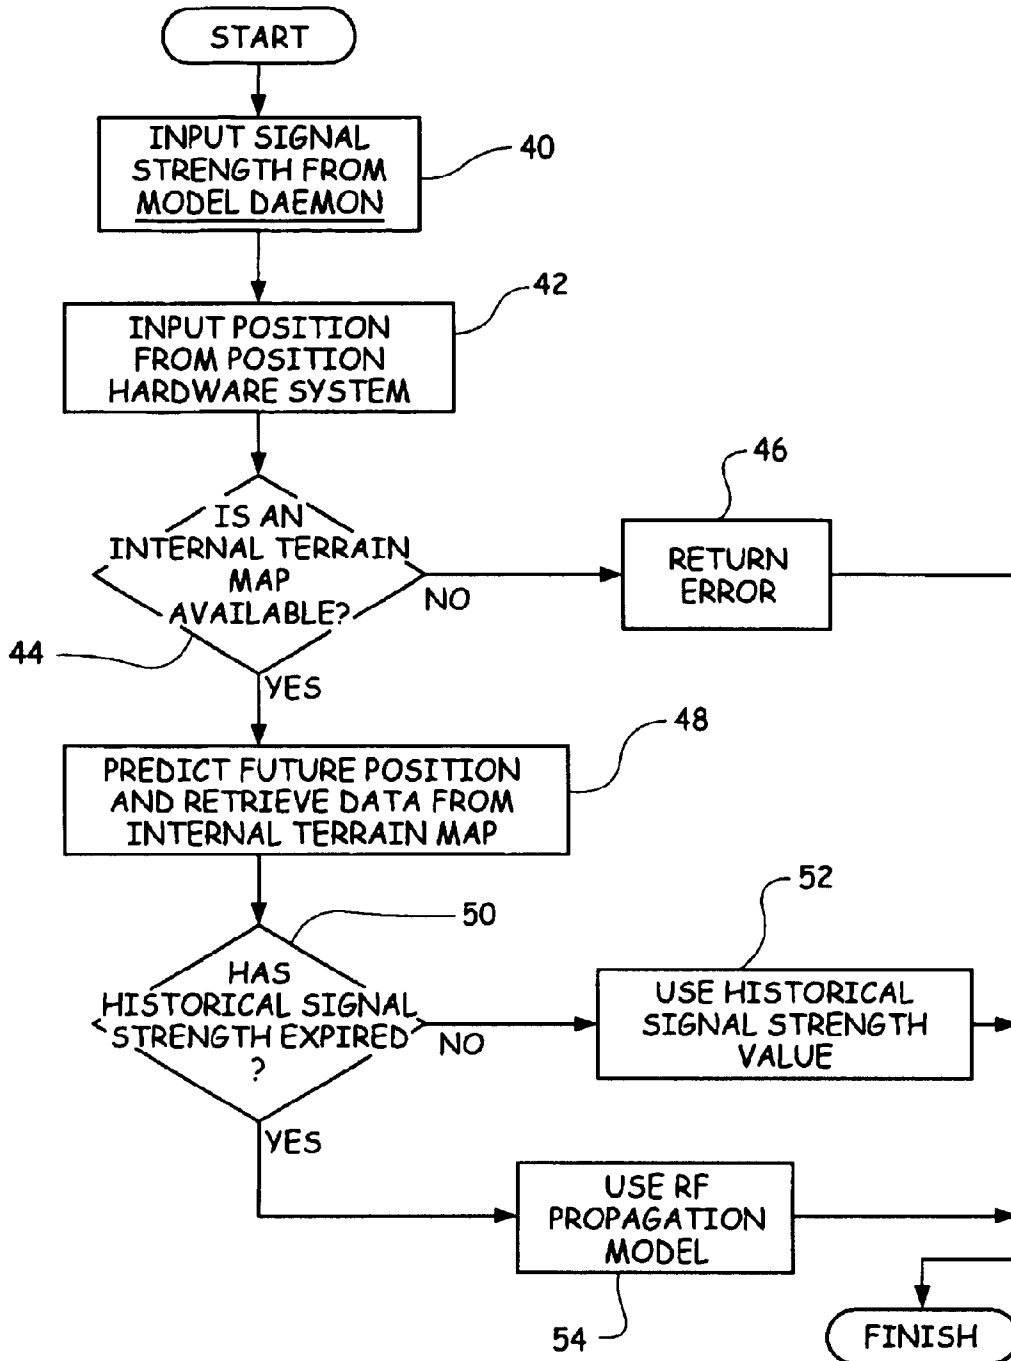 START
INPUT SIGNAL
STRENGTH FROM
MODEL DAEMON
40
INPUT POSITION
FROM POSITION
HARDWARE SYSTEM
42
IS AN
INTERNAL TERRAIN
MAP
AVAILABLE?
44
NO
YES
RETURN
ERROR
46
PREDICT FUTURE POSITION
AND RETRIEVE DATA FROM
INTERNAL TERRAIN MAP
48
HAS
HISTORICAL SIGNAL
STRENGTH EXPIRED
?
50
NO
YES
USE HISTORICAL
SIGNAL STRENGTH
VALUE
52
USE RF
PROPAGATION
MODEL
54
FINISH